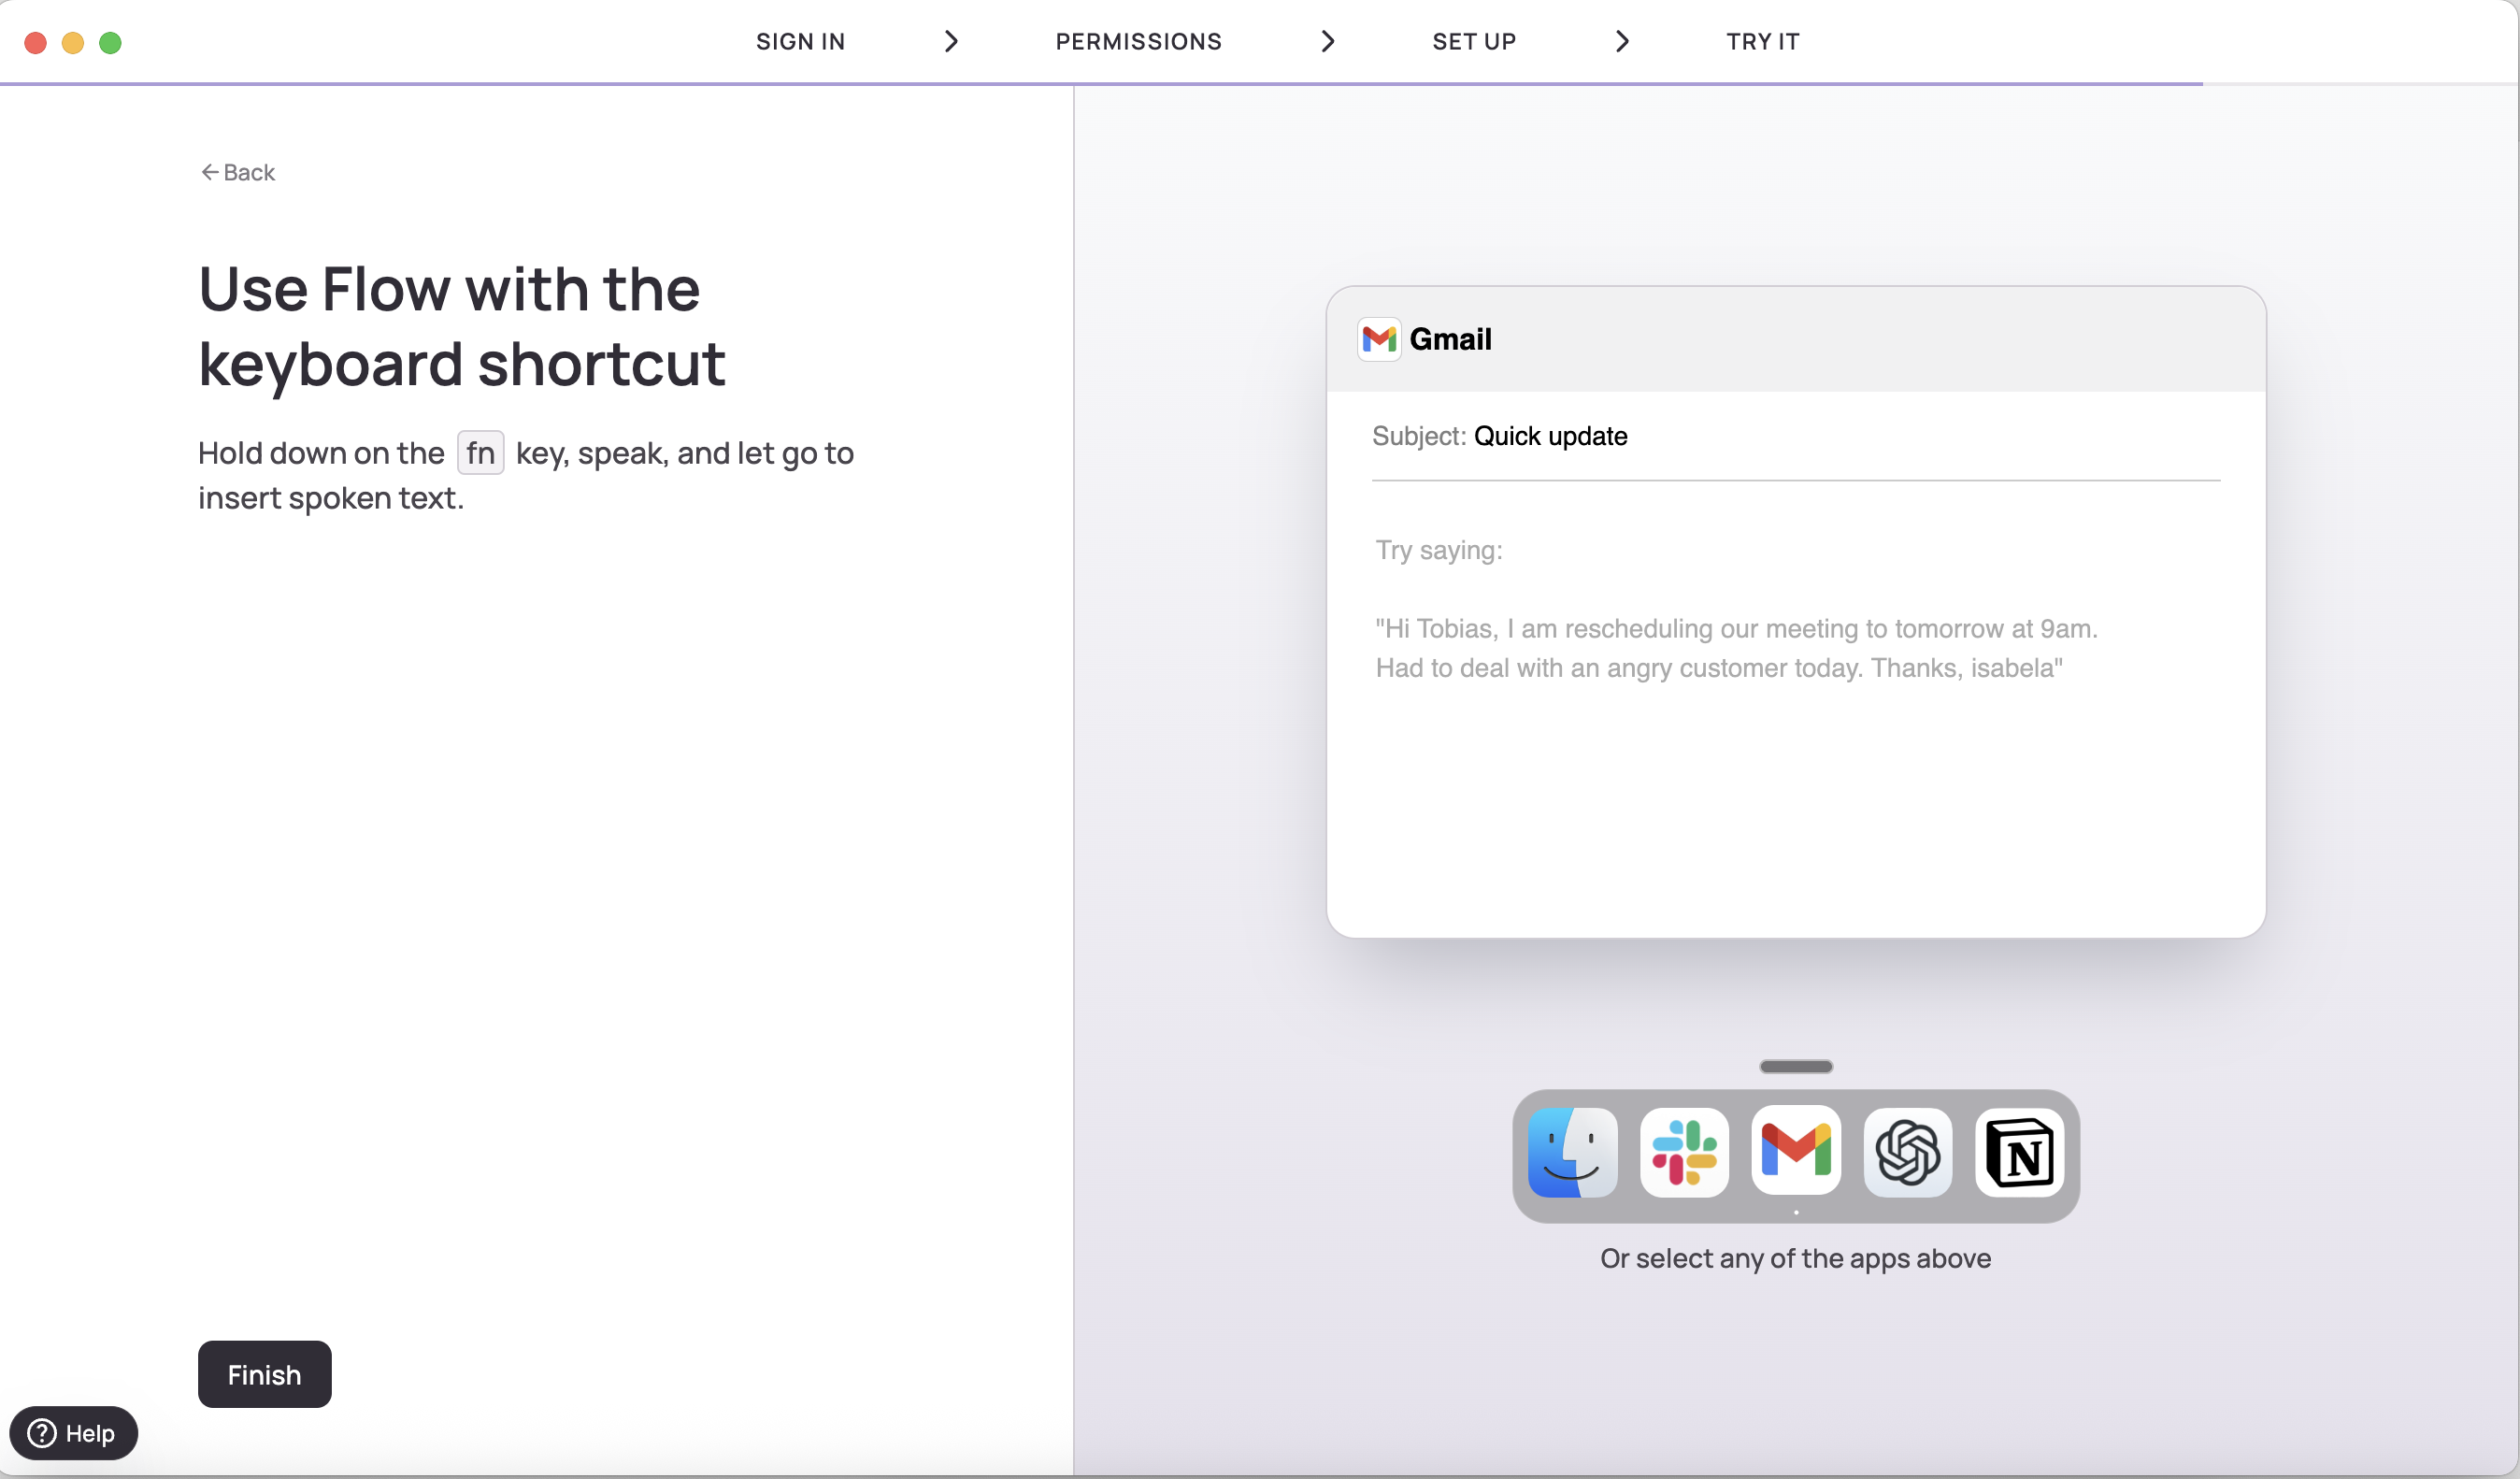 SIGN IN
PERMISSIONS
SET UP
TRY IT
Back
Use Flow with the
keyboard shortcut
Hold down on the fn key, speak, and let go to
insert spoken text.
Gmail
Subject: Quick update
Try saying:
"Hi Tobias, I am rescheduling our meeting to tomorrow at 9am.
Had to deal with an angry customer today. Thanks, isabela"
N
Or select any of the apps above
Finish
? Help